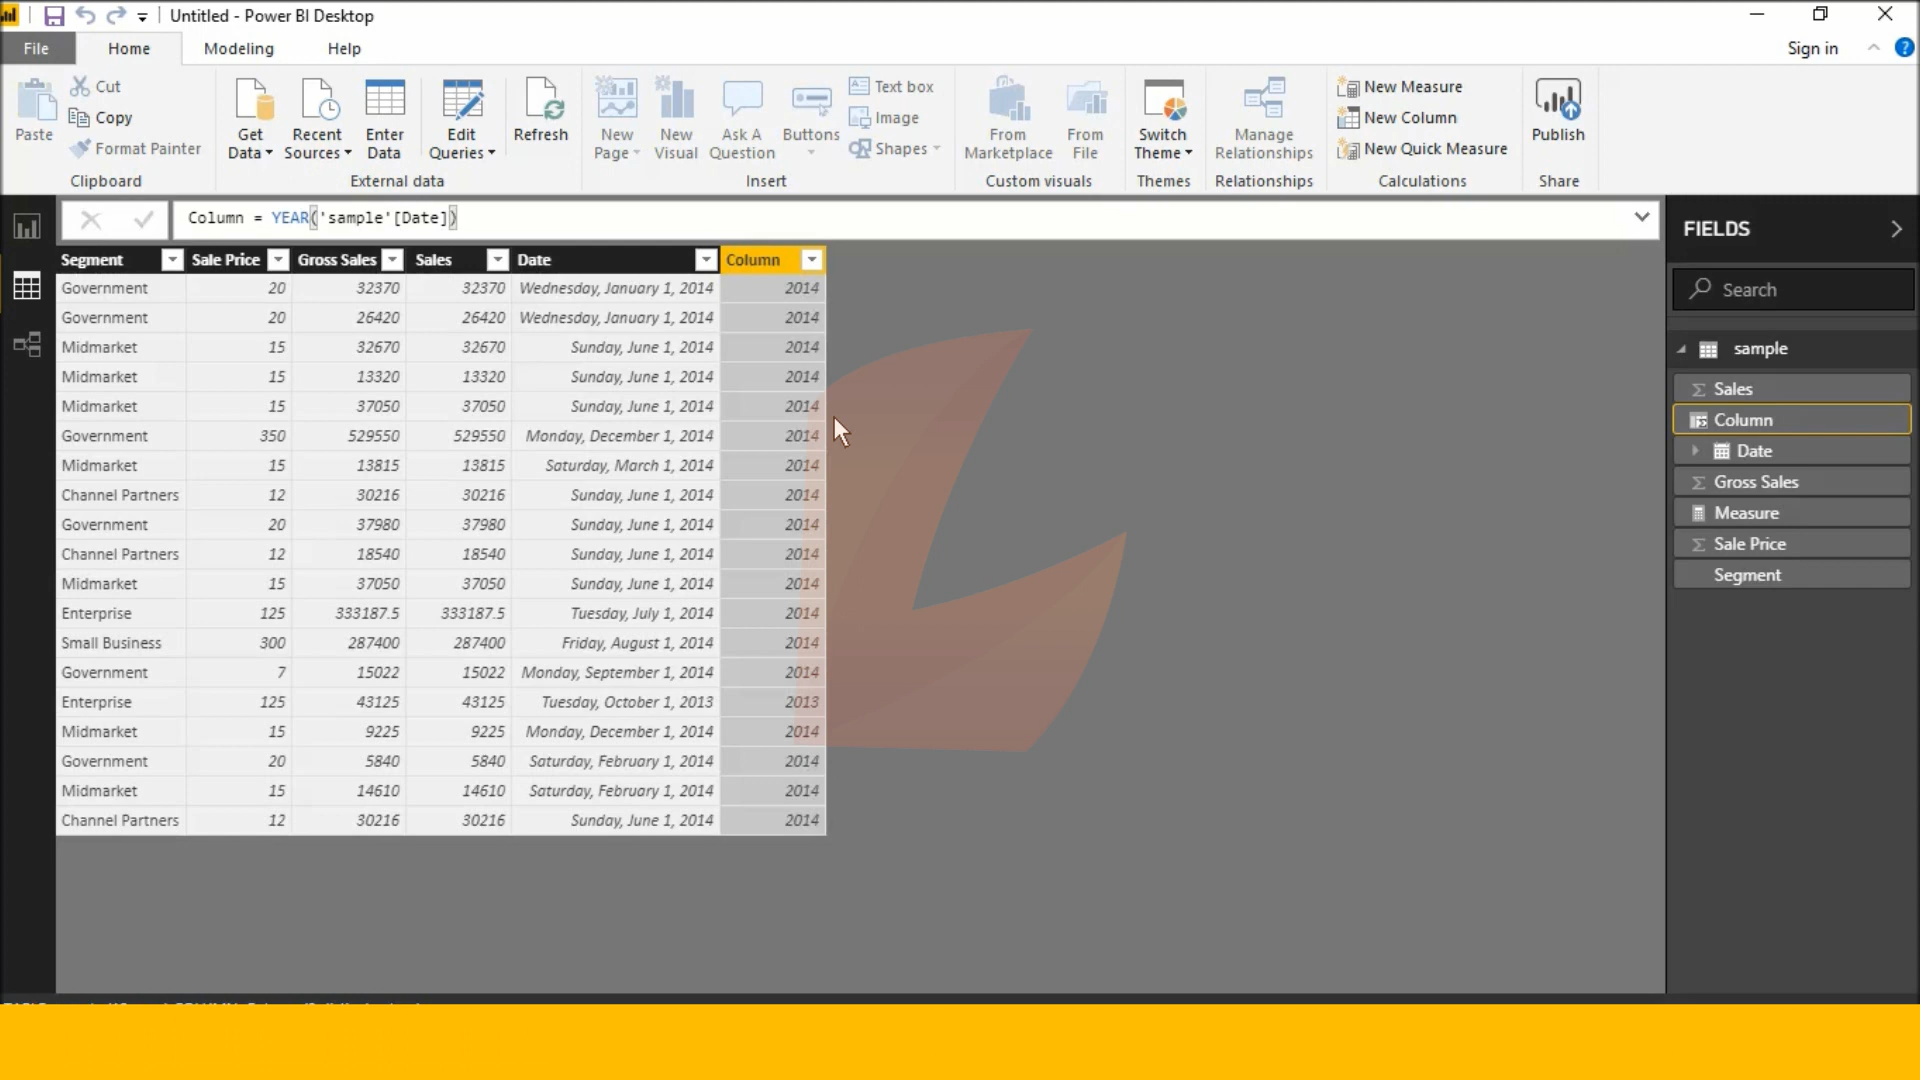 Untitled - Power BI Desktop
File Home Modeling Help Sign in
Paste
Cut
Copy
Format Painter
Clipboard
Get Data
Recent Sources
Enter Data
Edit Queries
Refresh
External data
New Page
New Visual
Ask A Question
Buttons
Text box
Image
Shapes
Insert
From Marketplace
From File
Custom visuals
Switch Theme
Themes
Manage Relationships
Relationships
New Measure
New Column
New Quick Measure
Calculations
Publish
Share
Column = YEAR('sample'[Date])
Segment Sale Price Gross Sales Sales Date Column
Government 20 32370 32370 Wednesday, January 1, 2014 2014
Government 20 26420 26420 Wednesday, January 1, 2014 2014
Midmarket 15 32670 32670 Sunday, June 1, 2014 2014
Midmarket 15 13320 13320 Sunday, June 1, 2014 2014
Midmarket 15 37050 37050 Sunday, June 1, 2014 2014
Government 350 529550 529550 Monday, December 1, 2014 2014
Midmarket 15 13815 13815 Saturday, March 1, 2014 2014
Channel Partners 12 30216 30216 Sunday, June 1, 2014 2014
Government 20 37980 37980 Sunday, June 1, 2014 2014
Channel Partners 12 18540 18540 Sunday, June 1, 2014 2014
Midmarket 15 37050 37050 Sunday, June 1, 2014 2014
Enterprise 125 333187.5 333187.5 Tuesday, July 1, 2014 2014
Small Business 300 287400 287400 Friday, August 1, 2014 2014
Government 7 15022 15022 Monday, September 1, 2014 2014
Enterprise 125 43125 43125 Tuesday, October 1, 2013 2013
Midmarket 15 9225 9225 Monday, December 1, 2014 2014
Government 20 5840 5840 Saturday, February 1, 2014 2014
Midmarket 15 14610 14610 Saturday, February 1, 2014 2014
Channel Partners 12 30216 30216 Sunday, June 1, 2014 2014
FIELDS
Search
sample
Sales
Column
Date
Gross Sales
Measure
Sale Price
Segment